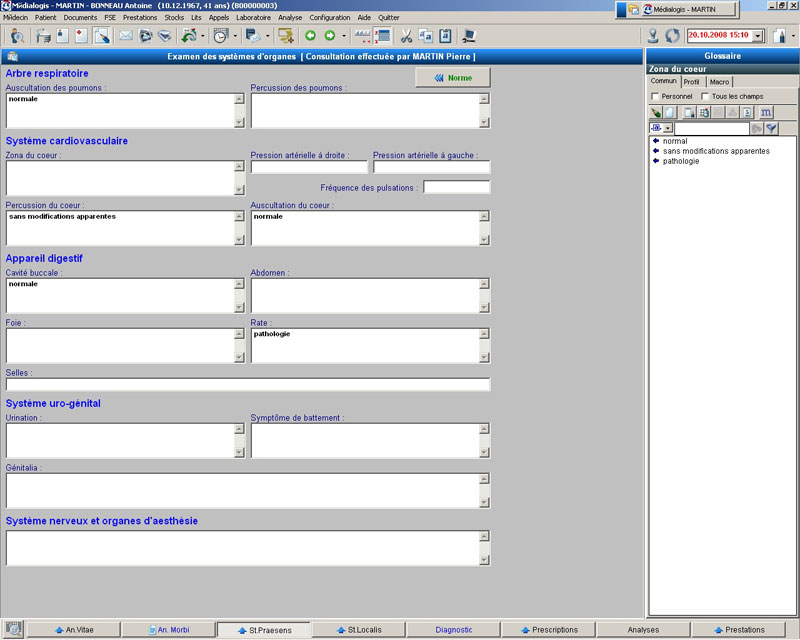 Médialogis - MARTIN - BONNEAU Antoine (10.12.1967, 41 ans) (B00000003)
Médialogis - MARTIN
Médecin Patient Documents PSE Prestations Stocks Lits Appels Laboratoire Analyse Configuration Aide Quitter
20.10.2008 15:10
Examen des systèmes d'organes [ Consultation effectuée par MARTIN Pierre ]
Arbre respiratoire
Norme
Auscultation des poumons :
Percussion des poumons :
normale
Système cardiovasculaire
Zona du coeur :
Pression artérielle à droite :
Pression artérielle à gauche :
Fréquence des pulsations :
Percussion du coeur :
Auscultation du coeur :
sans modifications apparentes
normale
Appareil digestif
Cavité buccale :
Abdomen :
normale
Foie :
Rate :
pathologie
Selles :
Système uro-génital
Urination :
Symptôme de battement :
Génitalia :
Système nerveux et organes d'aesthésie
Glossaire
Zona du coeur
Commun Profil Macro
Personnel Tous les champs
normal
sans modifications apparentes
pathologie
An.Vitae An. Morbi St.Praesens St.Localis Diagnostic Prescriptions Analyses Prestations